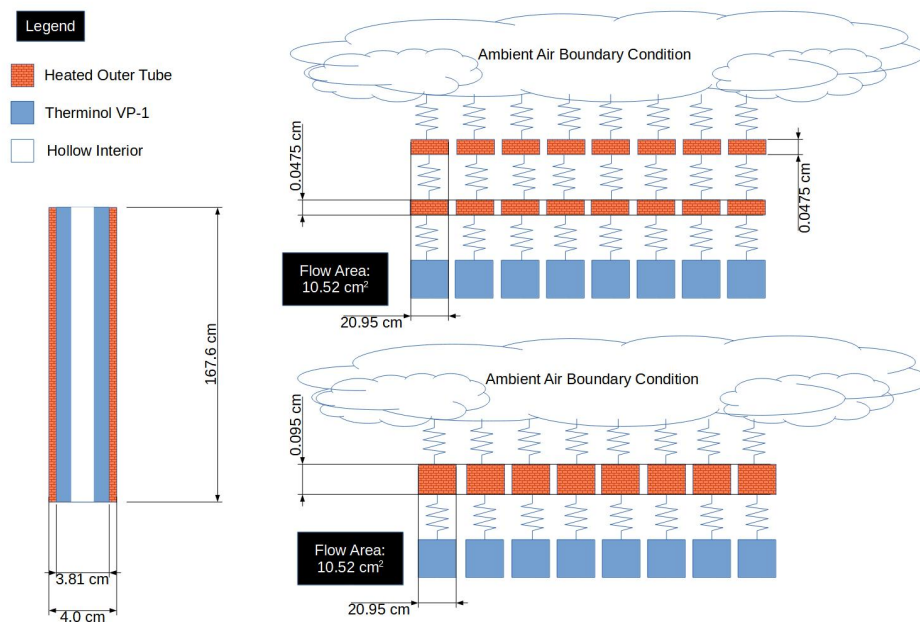 Legend
Heated Outer Tube
Therminol VP-1
Hollow Interior
167.6 cm
3.81 cm
4.0 cm
Ambient Air Boundary Condition
0.0475 cm
0.0475 cm
Flow Area:
10.52 cm²
20.95 cm
Ambient Air Boundary Condition
0.095 cm
Flow Area:
10.52 cm²
20.95 cm